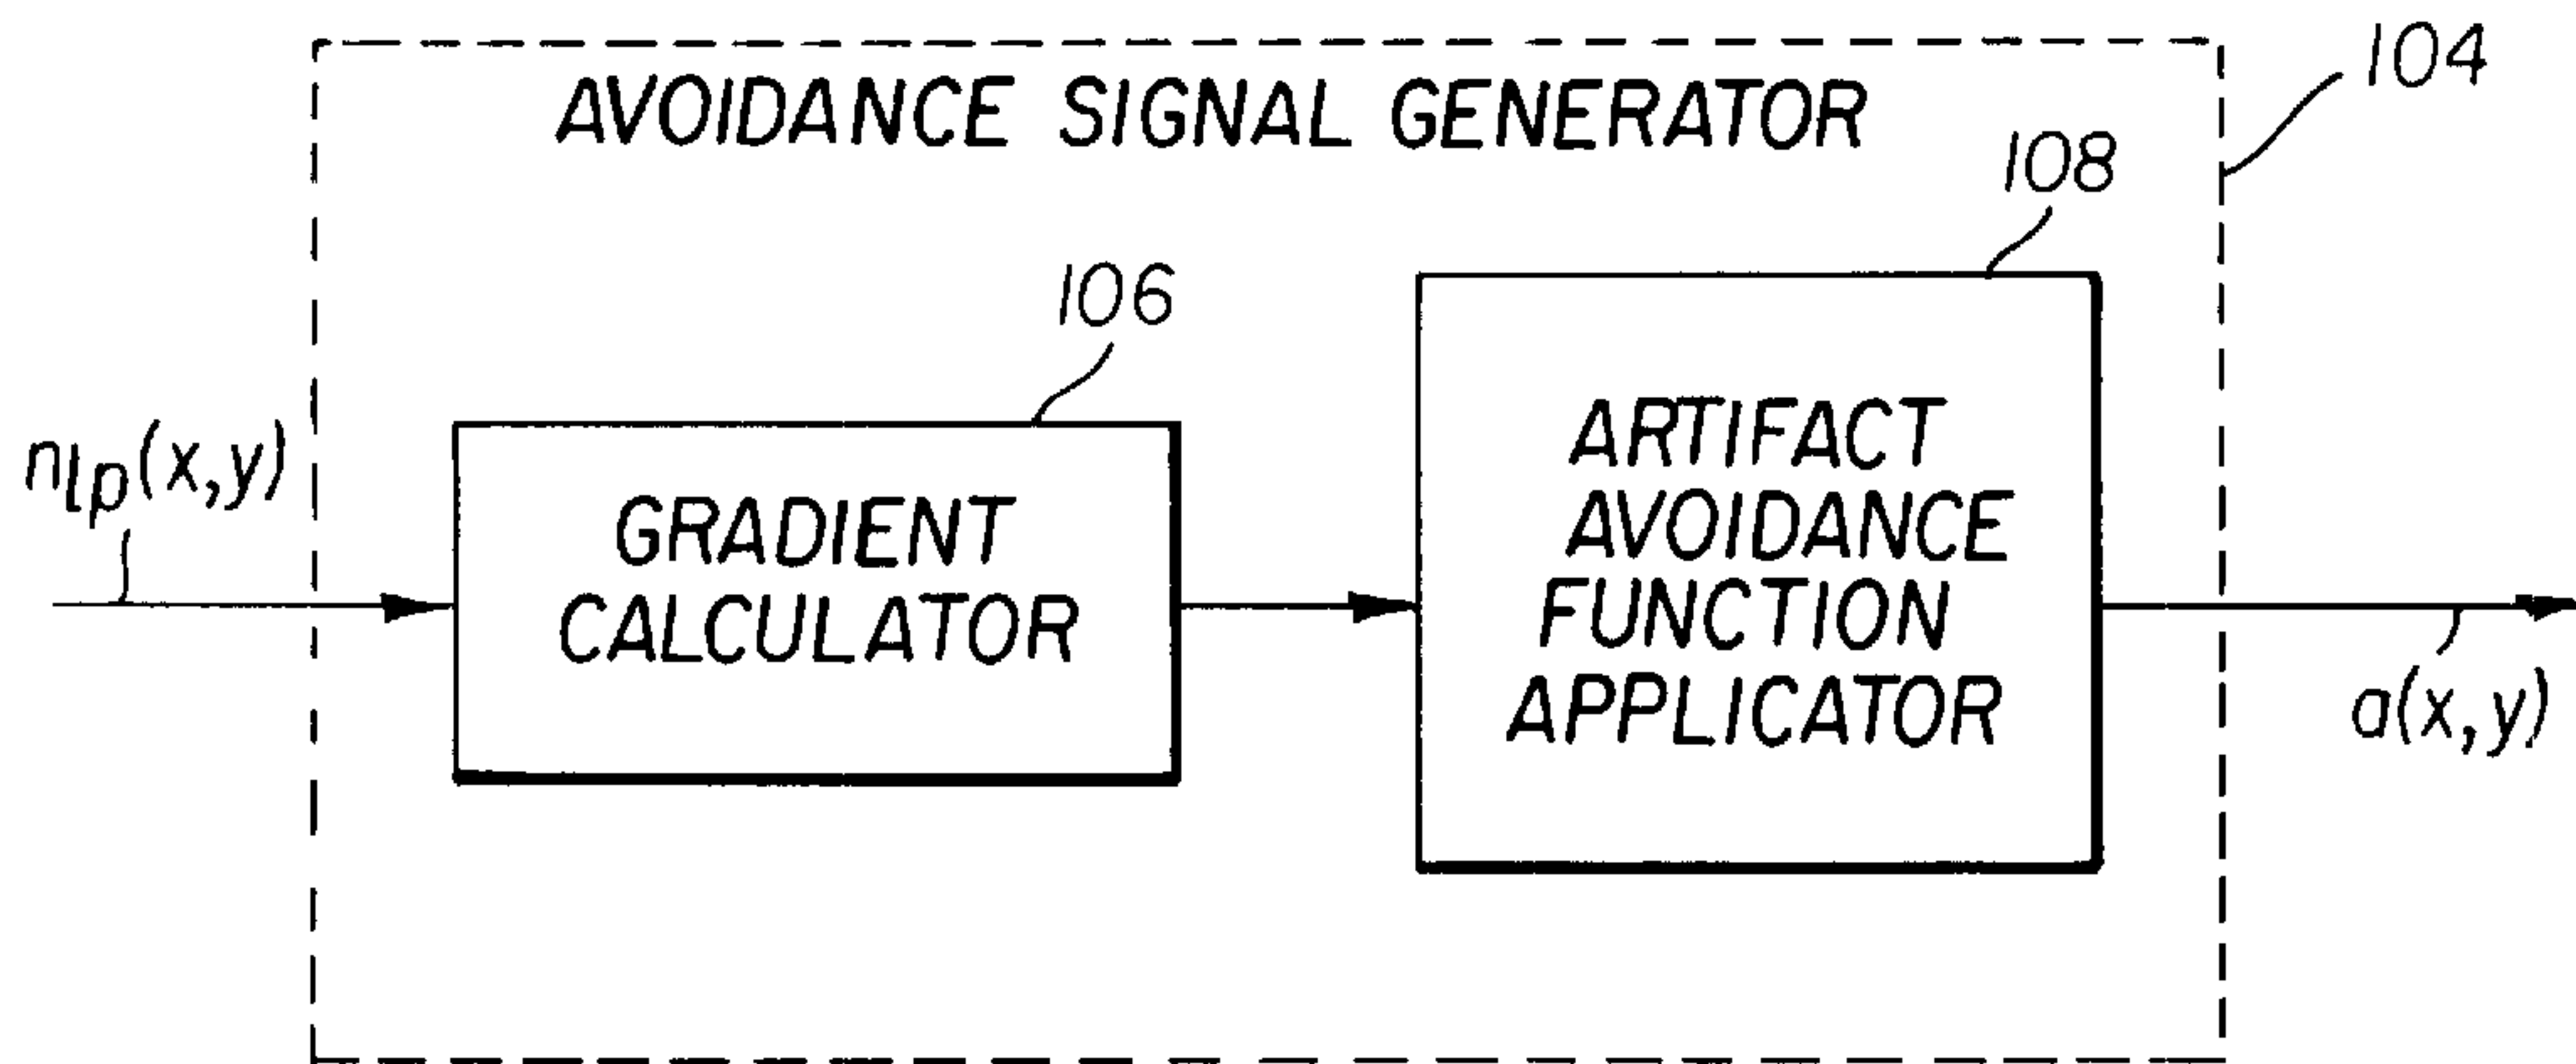 104
AVOIDANCE SIGNAL GENERATOR
108
106
n_lp(x,y)
GRADIENT
CALCULATOR
ARTIFACT
AVOIDANCE
FUNCTION
APPLICATOR
a(x,y)